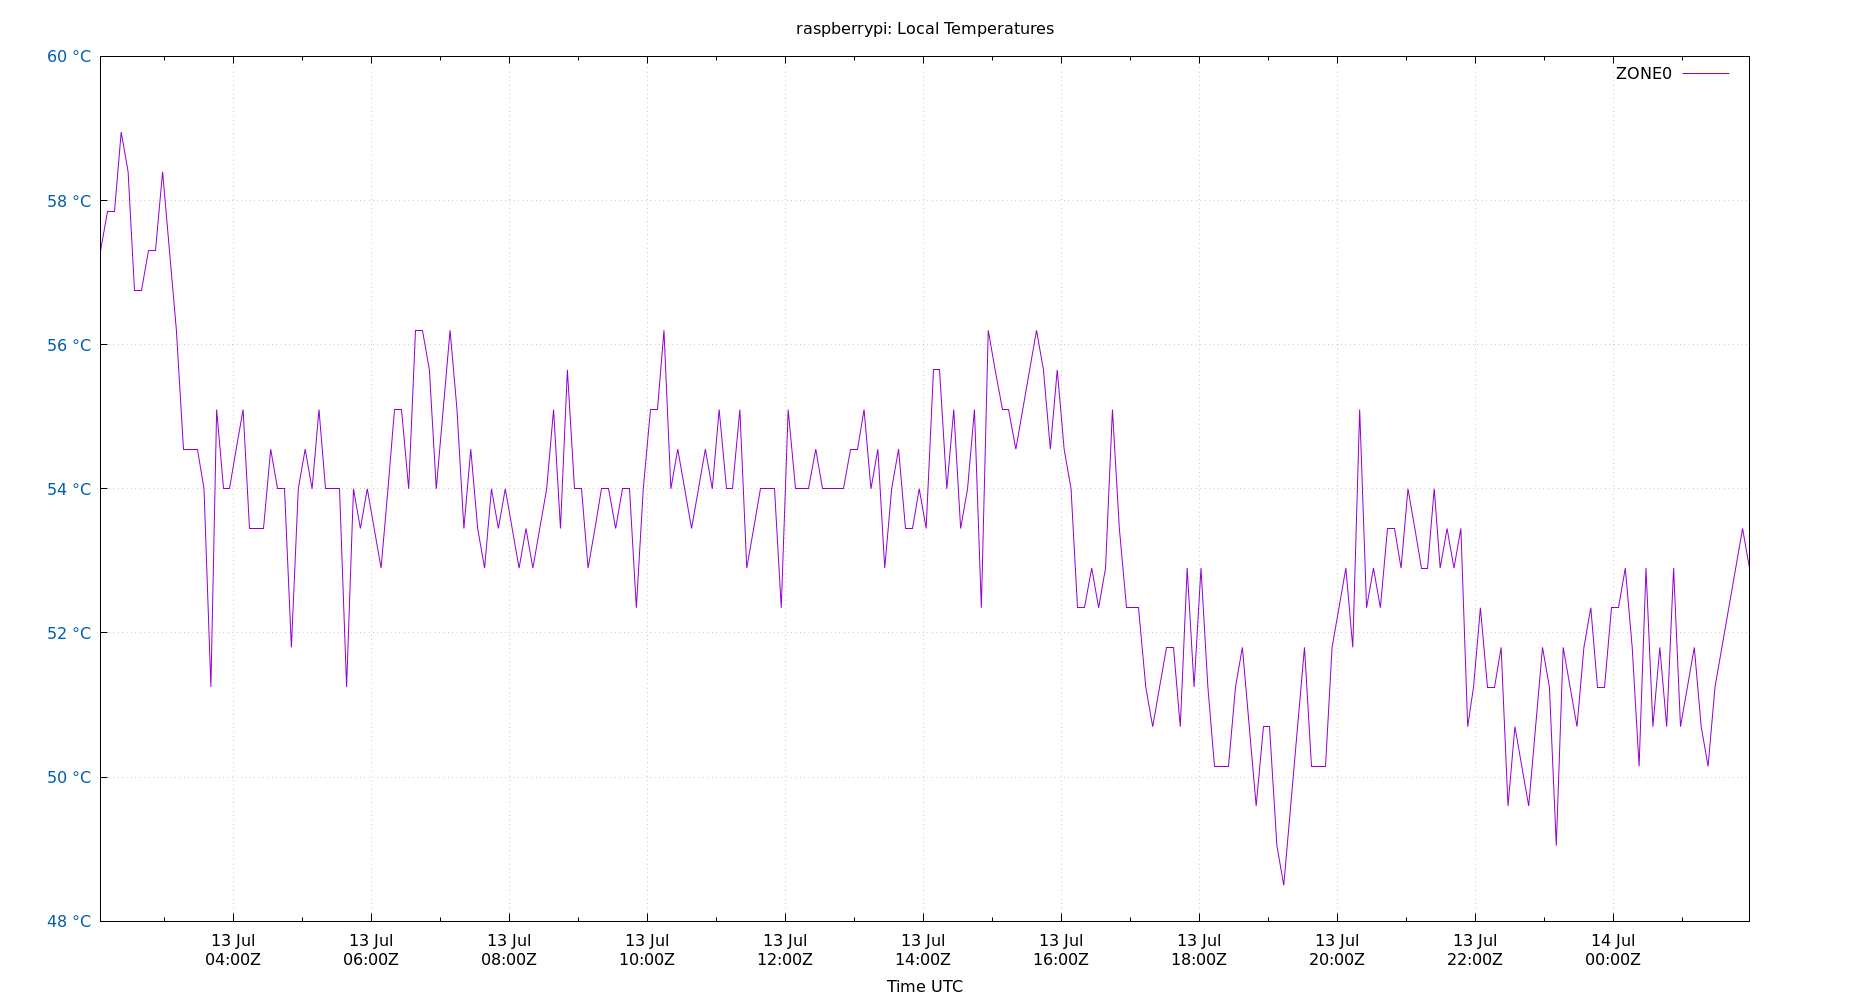 raspberrypi: Local Temperatures
60 °C
ZONE0
58 °C
56 °C
54 °C
52 °C
50 °C
48 °C
13 Jul 13 Jul 13 Jul 13 Jul 13 Jul 13 Jul 13 Jul 13 Jul 13 Jul 13 Jul 14 Jul
04:00Z 06:00Z 08:00Z 10:00Z 12:00Z 14:00Z 16:00Z 18:00Z 20:00Z 22:00Z 00:00Z
Time UTC